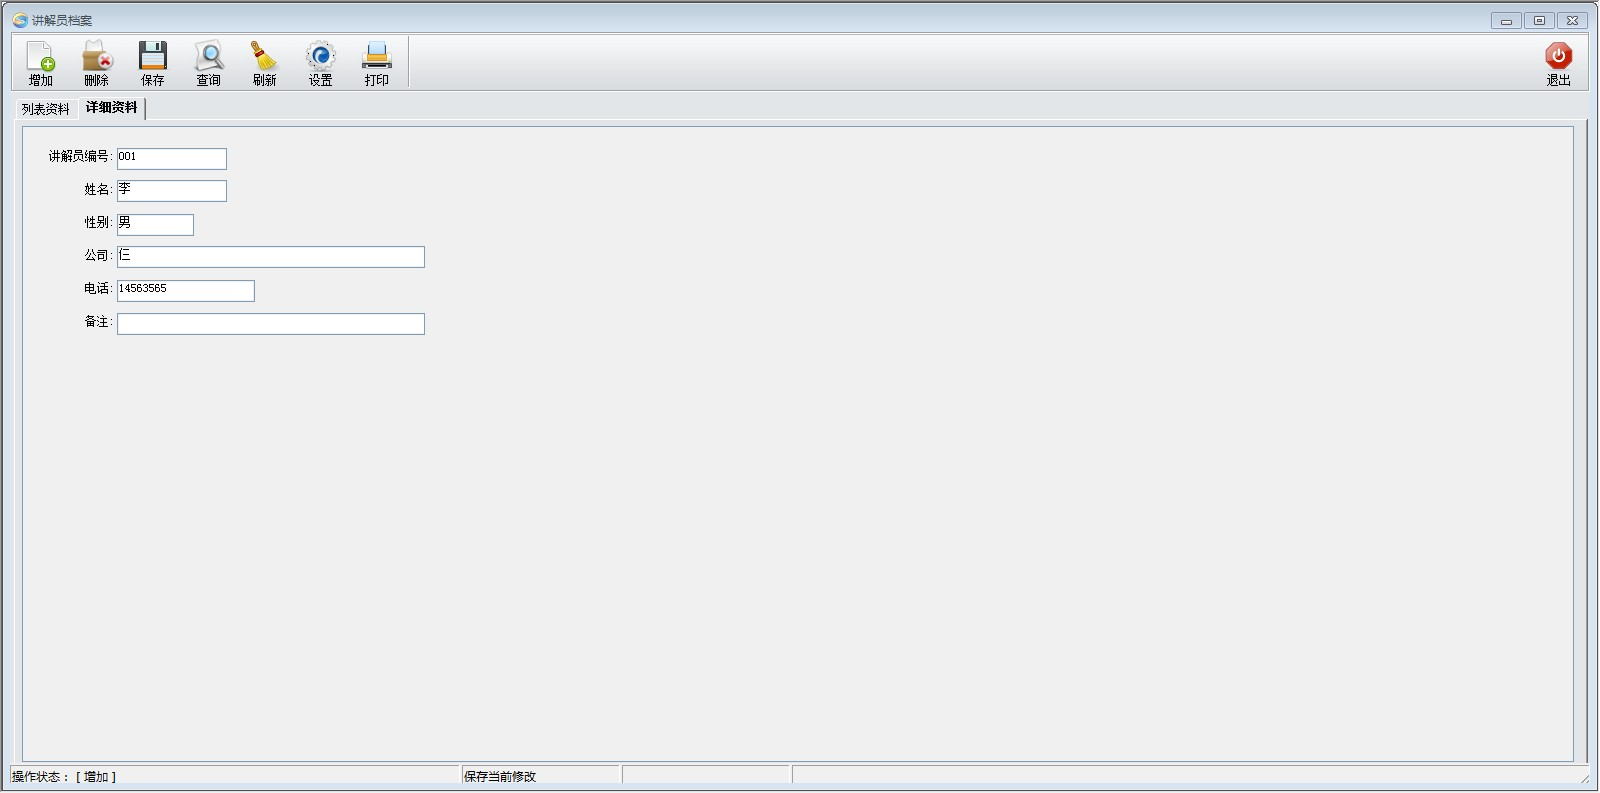 讲解员档案
增加 删除 保存 查询 刷新 设置 打印 退出
列表资料 详细资料
讲解员编号: 001
姓名: 李
性别: 男
公司: 仨
电话: 14563565
备注:
操作状态： [ 增加 ] 保存当前修改